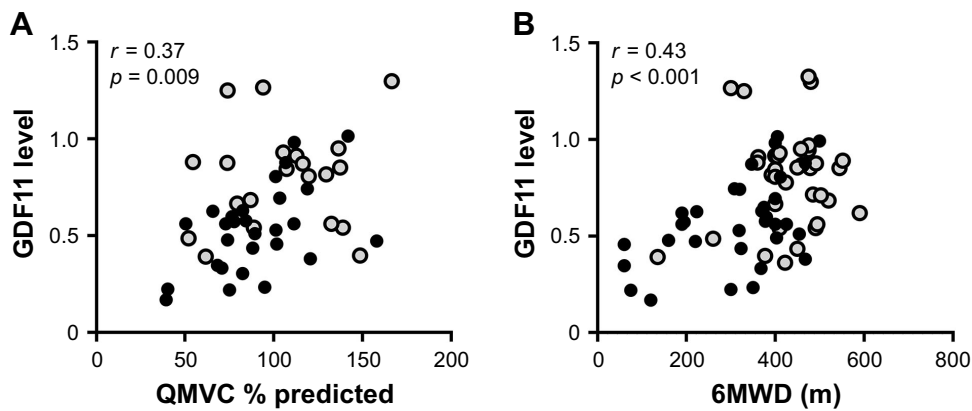 A
r = 0.37
p = 0.009
GDF11 level
1.5
1.0
0.5
0
0 50 100 150 200
QMVC % predicted
B
r = 0.43
p < 0.001
GDF11 level
1.5
1.0
0.5
0
0 200 400 600 800
6MWD (m)